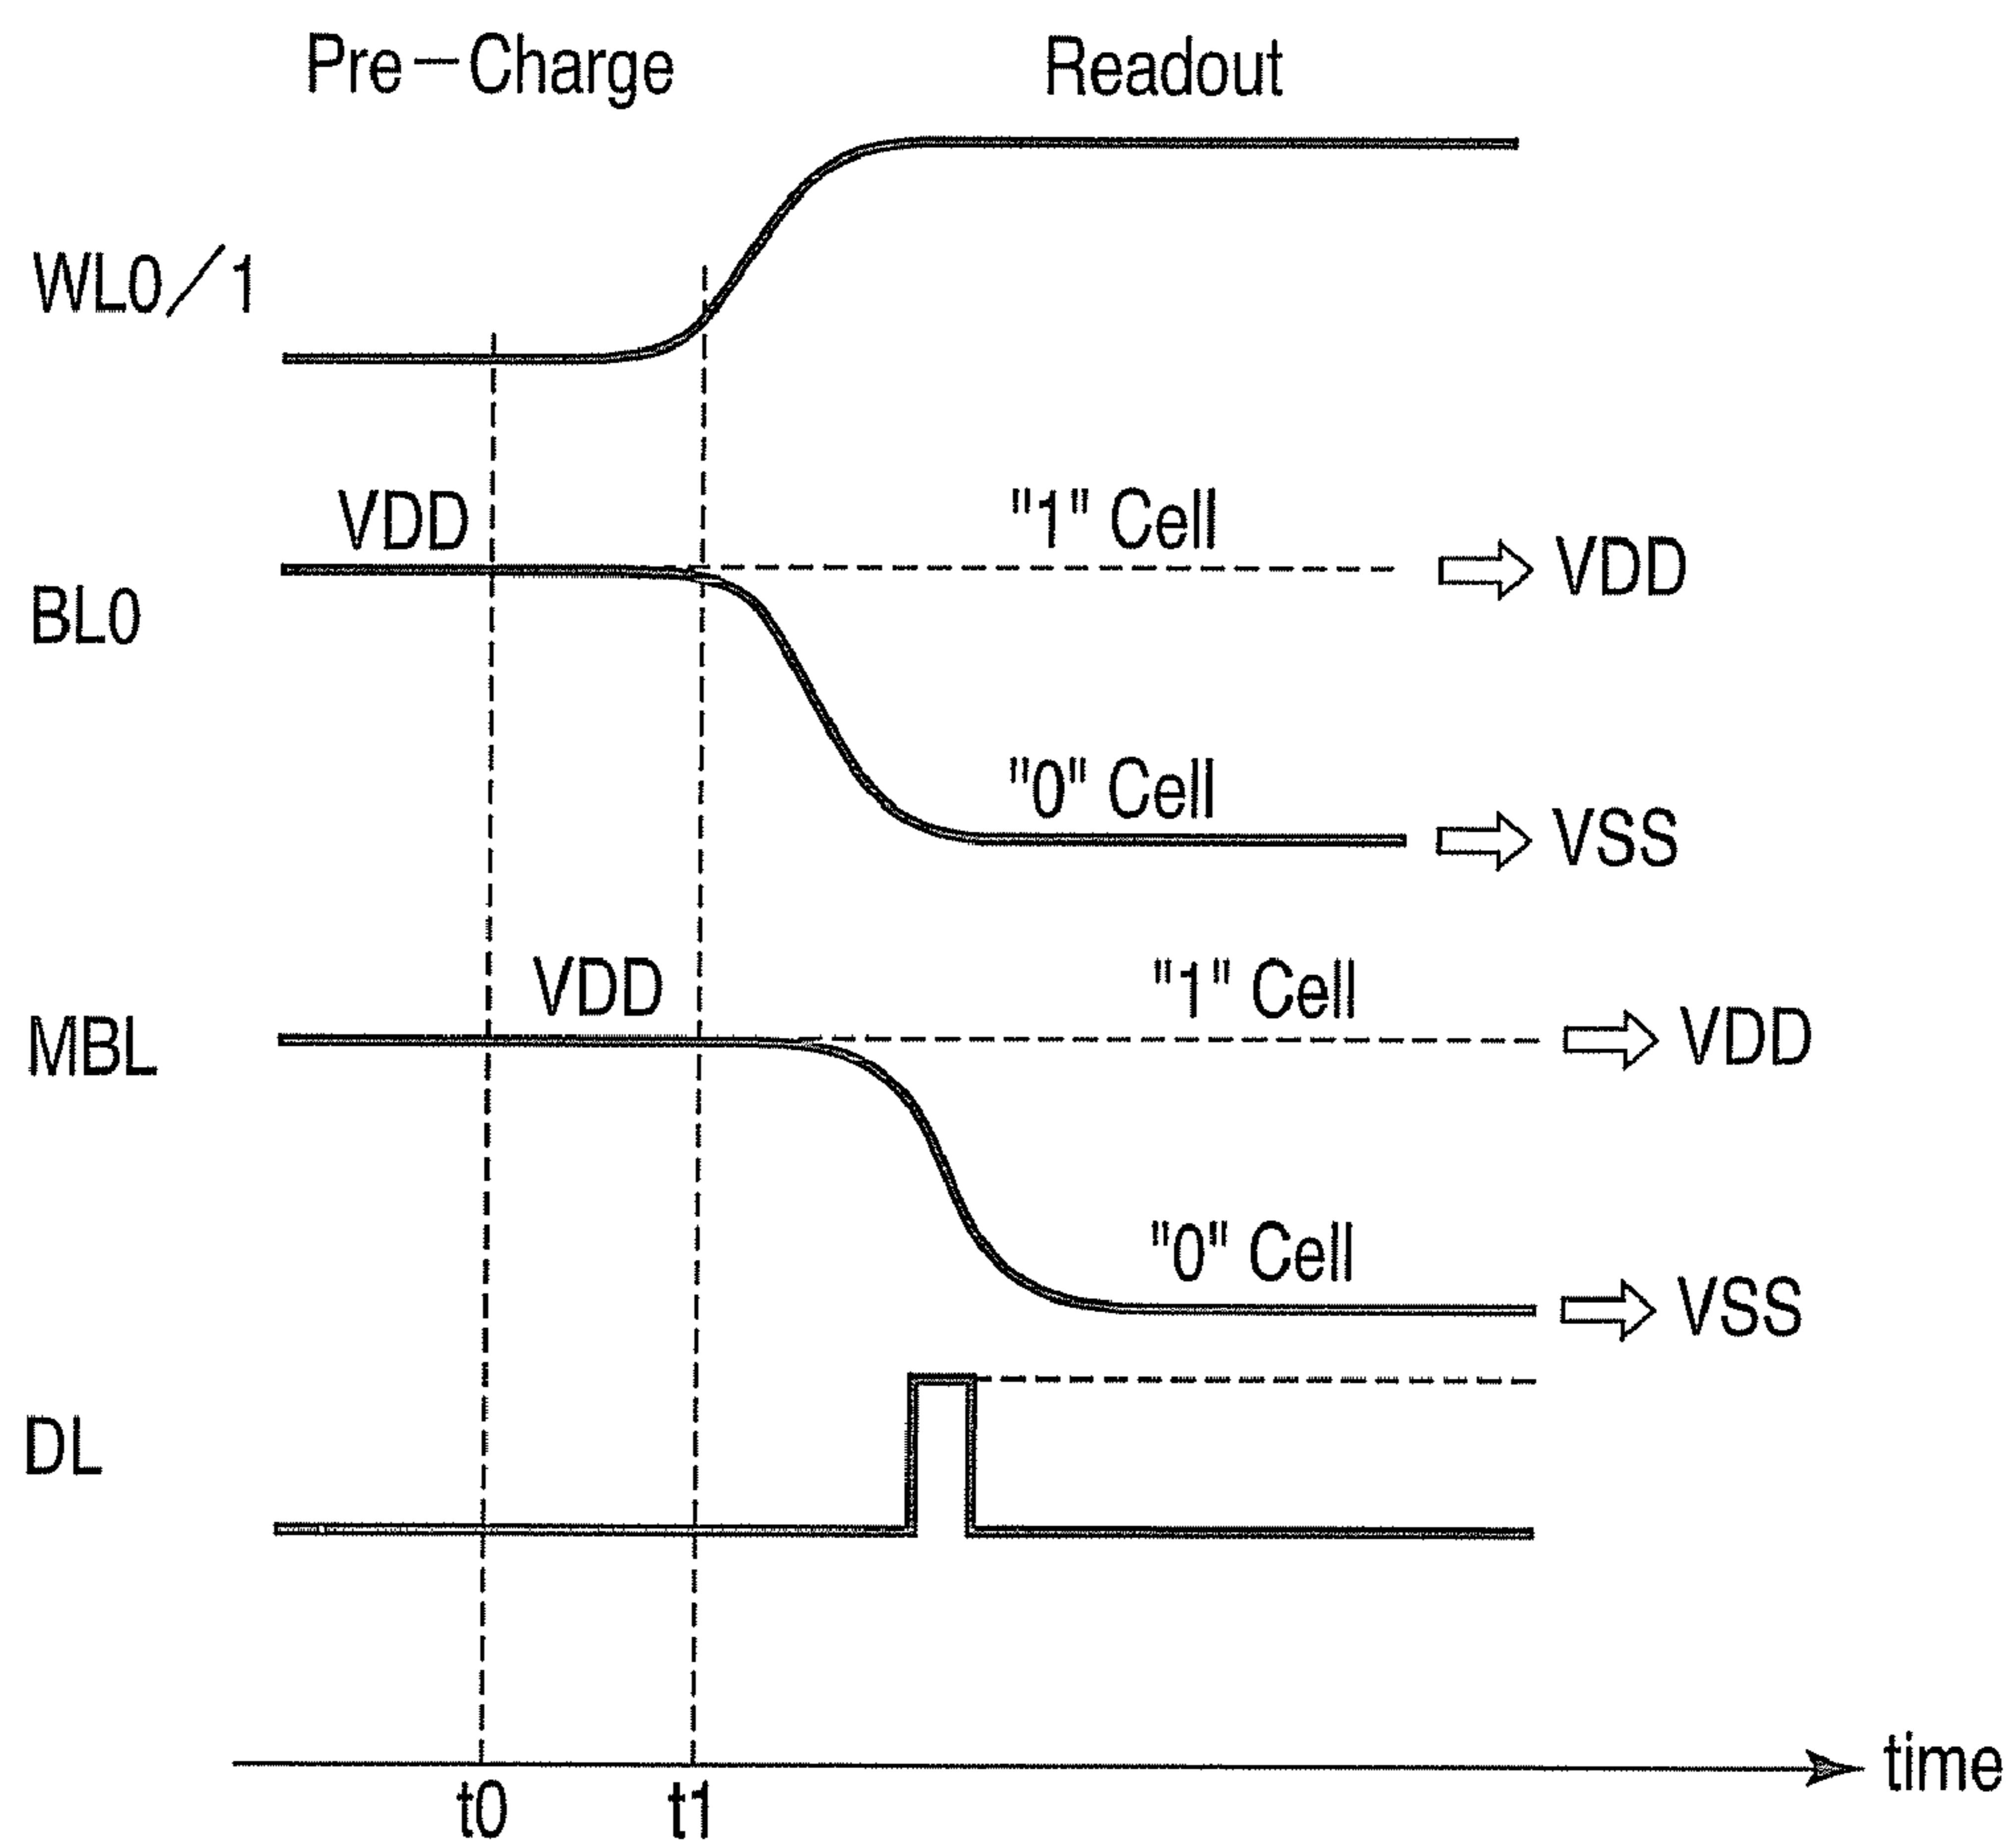 Pre-Charge Readout
WL0/1
VDD "1" Cell VDD
BL0
"0" Cell VSS
VDD "1" Cell
MBL VDD
"0" Cell
VSS
DL
time
t0 t1